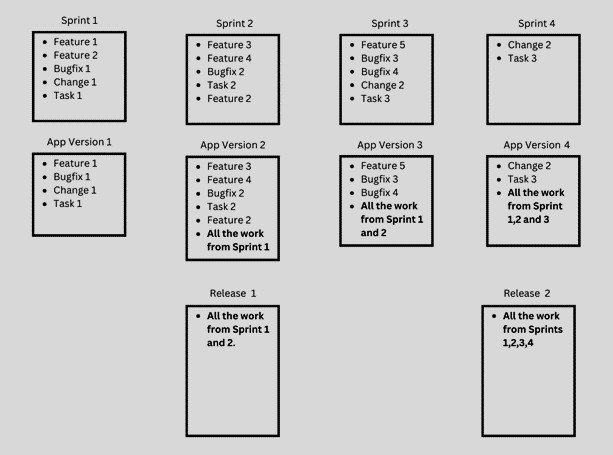 Sprint 1
• Feature 1
• Feature 2
• Bugfix 1
• Change 1
• Task 1
Sprint 2
• Feature 3
• Feature 4
• Bugfix 2
• Task 2
• Feature 2
Sprint 3
• Feature 5
• Bugfix 3
• Bugfix 4
• Change 2
• Task 3
Sprint 4
• Change 2
• Task 3
App Version 1
• Feature 1
• Bugfix 1
• Change 1
• Task 1
App Version 2
• Feature 3
• Feature 4
• Bugfix 2
• Task 2
• Feature 2
• All the work
from Sprint 1
App Version 3
• Feature 5
• Bugfix 3
• Bugfix 4
• All the work
from Sprint 1
and 2
App Version 4
• Change 2
• Task 3
• All the work
from Sprint
1,2 and 3
Release 1
• All the work
from Sprint 1
and 2.
Release 2
• All the work
from Sprints
1,2,3,4